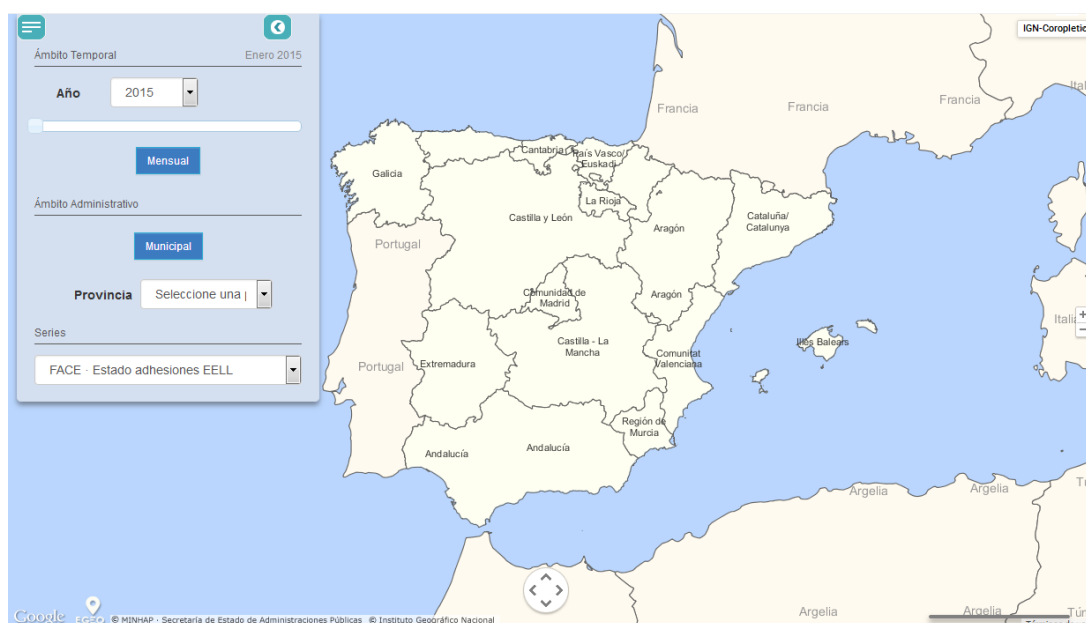 Ámbito Temporal
Enero 2015
Año
2015
Mensual
Ámbito Administrativo
Municipal
Provincia
Seleccione una
Series
FACE · Estado adhesiones EELL
IGN-Coropletic
Francia
Francia
Francia
Ital
Cantabria
País Vasco/
Euskadi
Galicia
La Rioja
Castilla y León
Aragón
Cataluña/
Catalunya
Portugal
Comunidad de
Madrid
Aragón
Italia
Castilla - La
Mancha
Illes Balears
Portugal
Extremadura
Comunitat
Valenciana
Región de
Murcia
Andalucía
Andalucía
Argelia
Argelia
Argelia
Argelia
Google
© MINHAP · Secretaría de Estado de Administraciones Públicas © Instituto Geográfico Nacional